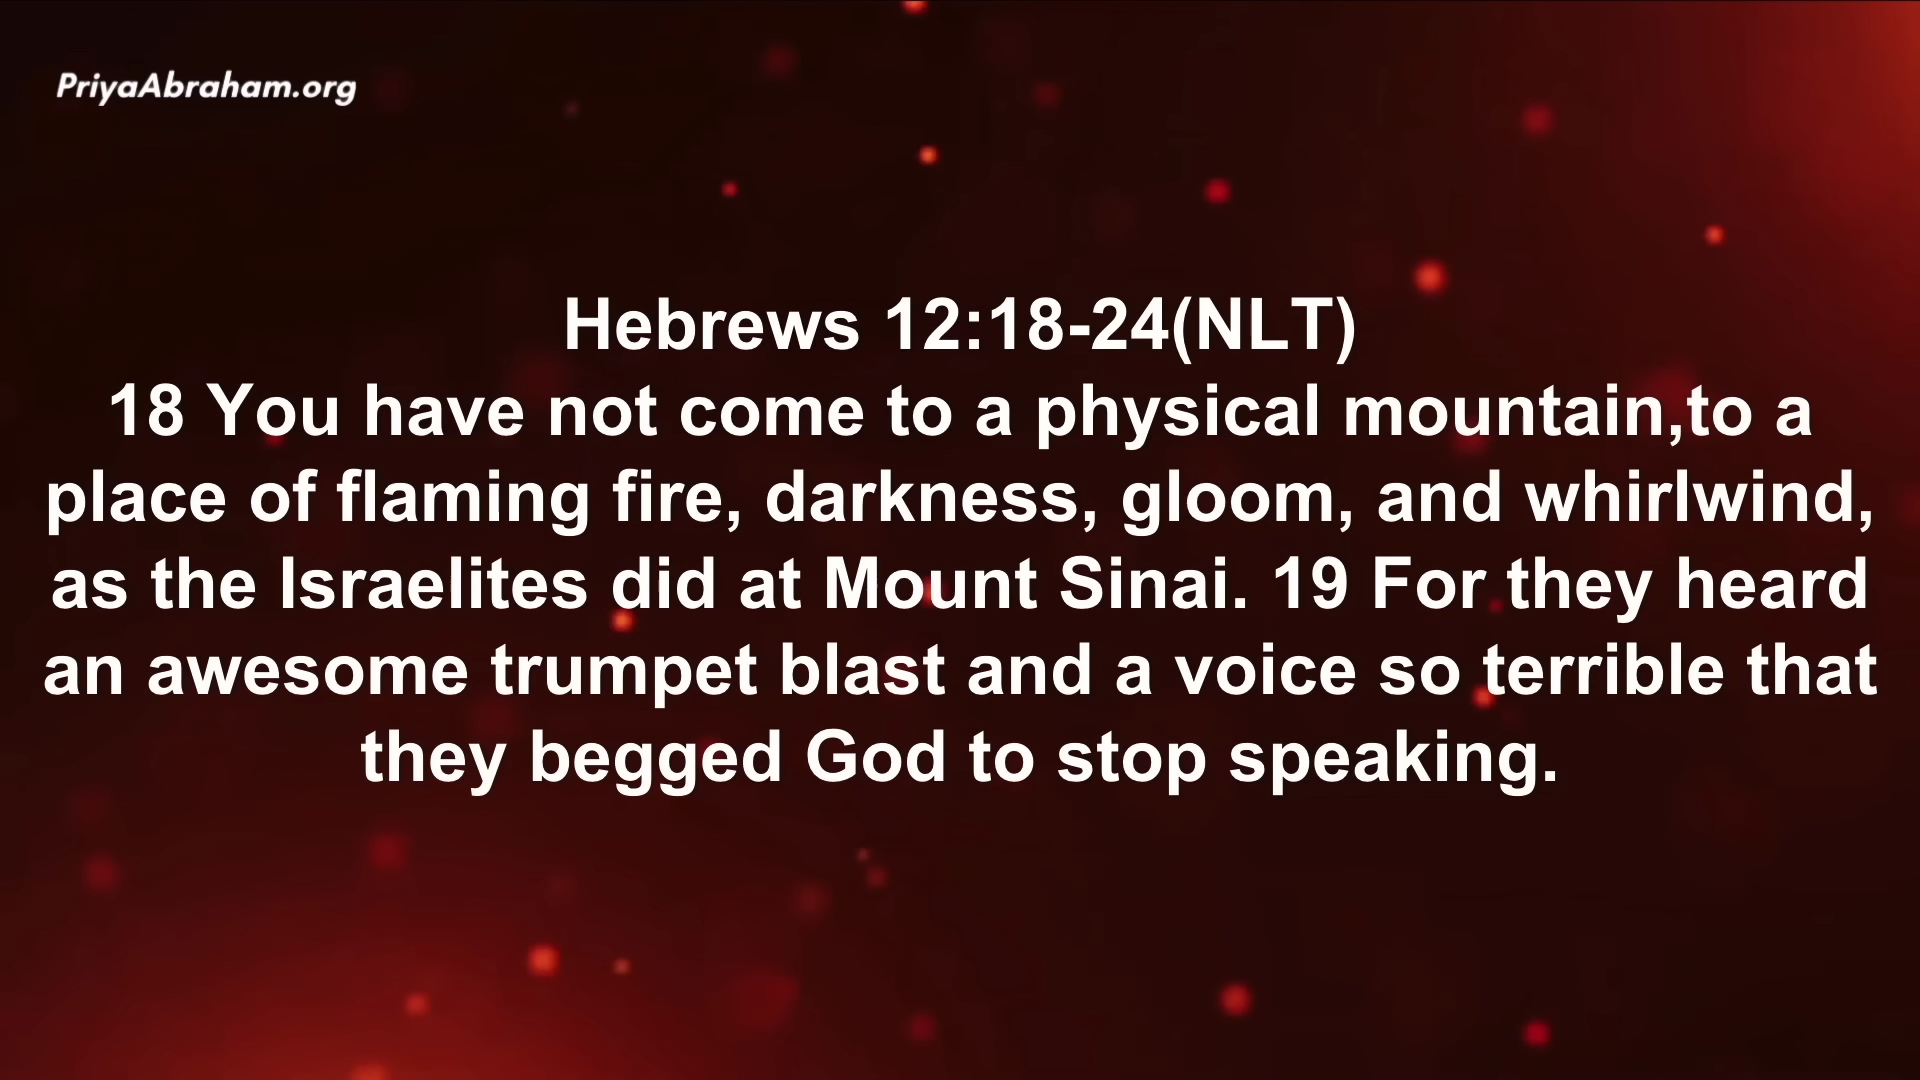 PriyaAbraham.org
Hebrews 12:18-24(NLT)
18 You have not come to a physical mountain,to a
place of flaming fire, darkness, gloom, and whirlwind,
as the Israelites did at Mount Sinai. 19 For they heard
an awesome trumpet blast and a voice so terrible that
they begged God to stop speaking.